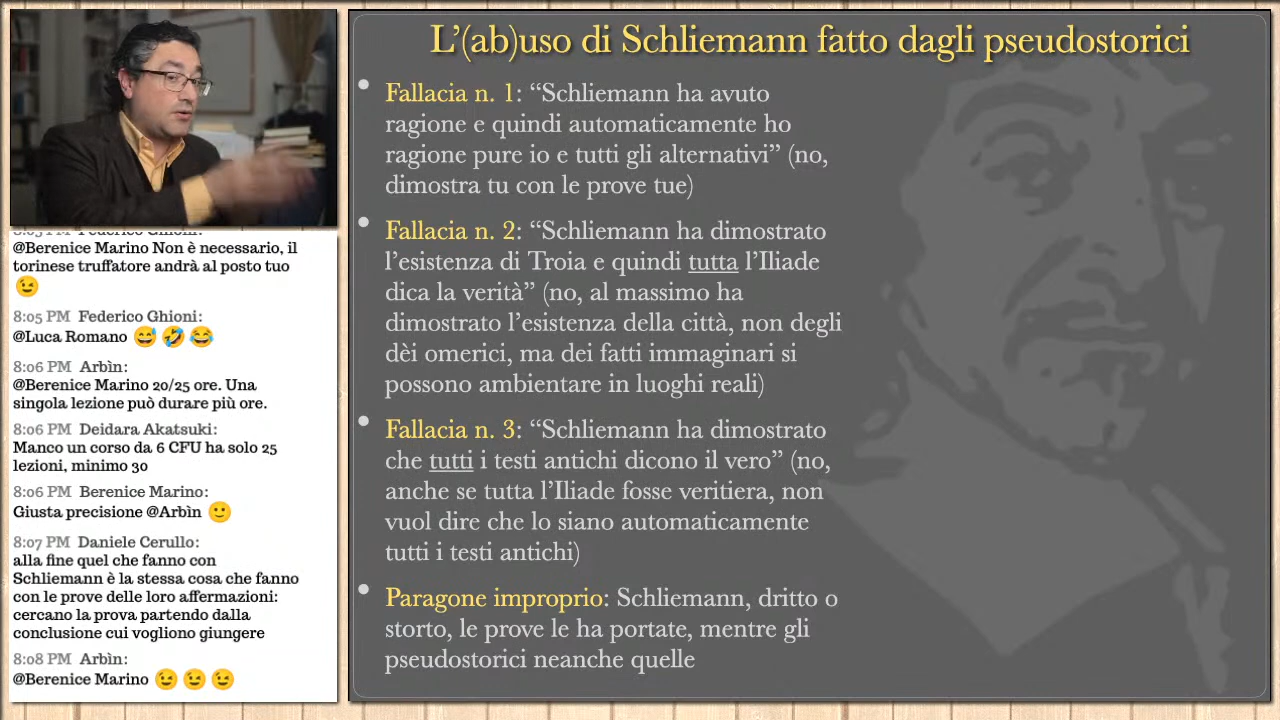 L'(ab)uso di Schliemann fatto dagli pseudostorici
Fallacia n. 1: “Schliemann ha avuto
ragione e quindi automaticamente ho
ragione pure io e tutti gli alternativi” (no,
dimostra tu con le prove tue)
Fallacia n. 2: “Schliemann ha dimostrato
l'esistenza di Troia e quindi tutta l'Iliade
dica la verità” (no, al massimo ha
dimostrato l'esistenza della città, non degli
dèi omerici, ma dei fatti immaginari si
possono ambientare in luoghi reali)
Fallacia n. 3: “Schliemann ha dimostrato
che tutti i testi antichi dicono il vero” (no,
anche se tutta l'Iliade fosse veritiera, non
vuol dire che lo siano automaticamente
tutti i testi antichi)
Paragone improprio: Schliemann, dritto o
storto, le prove le ha portate, mentre gli
pseudostorici neanche quelle
8:05 PM Federico Ghioni:
@Berenice Marino Non è necessario, il
torinese truffatore andrà al posto tuo
😉
8:05 PM Federico Ghioni:
@Luca Romano 😅 🤣 😂
8:06 PM Arbìn:
@Berenice Marino 20/25 ore. Una
singola lezione può durare più ore.
8:06 PM Deidara Akatsuki:
Manco un corso da 6 CFU ha solo 25
lezioni, minimo 30
8:06 PM Berenice Marino:
Giusta precisione @Arbìn 🙂
8:07 PM Daniele Cerullo:
alla fine quel che fanno con
Schliemann è la stessa cosa che fanno
con le prove delle loro affermazioni:
cercano la prova partendo dalla
conclusione cui vogliono giungere
8:08 PM Arbìn:
@Berenice Marino 😉 😉 😉